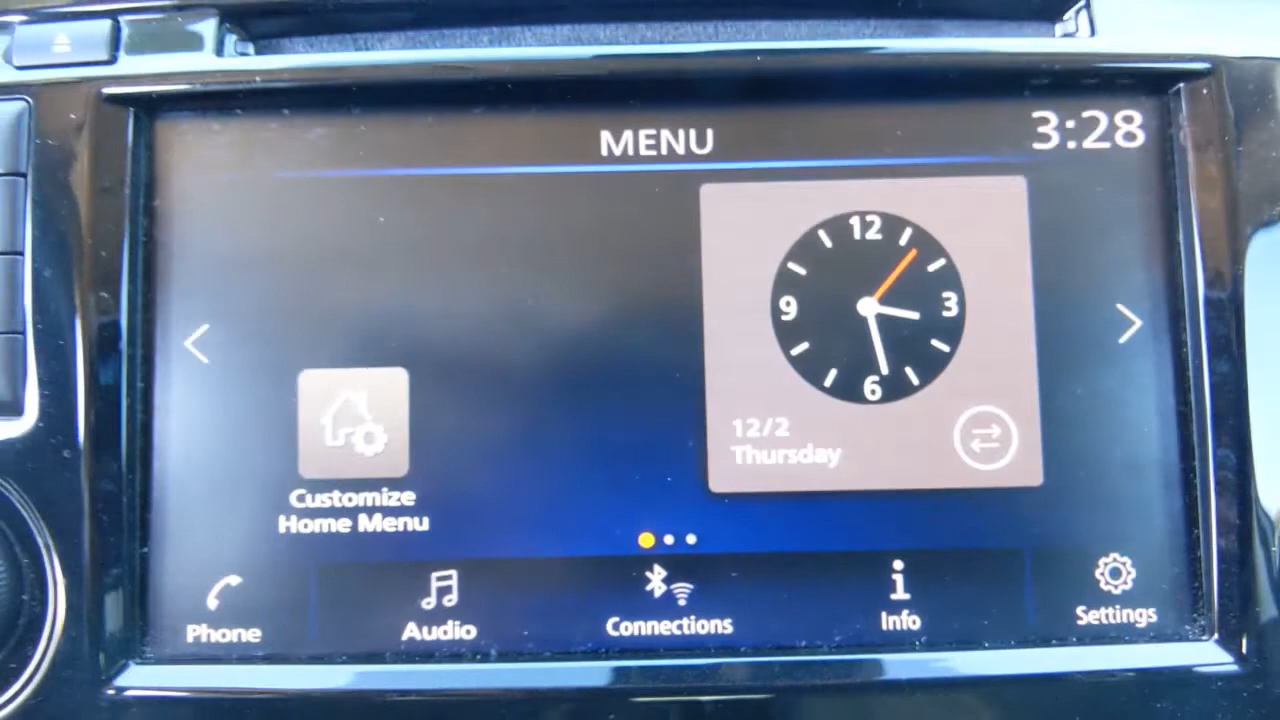 MENU
3:28
12
9
3
6
12/2
Thursday
Customize
Home Menu
Phone
Audio
Connections
Info
Settings